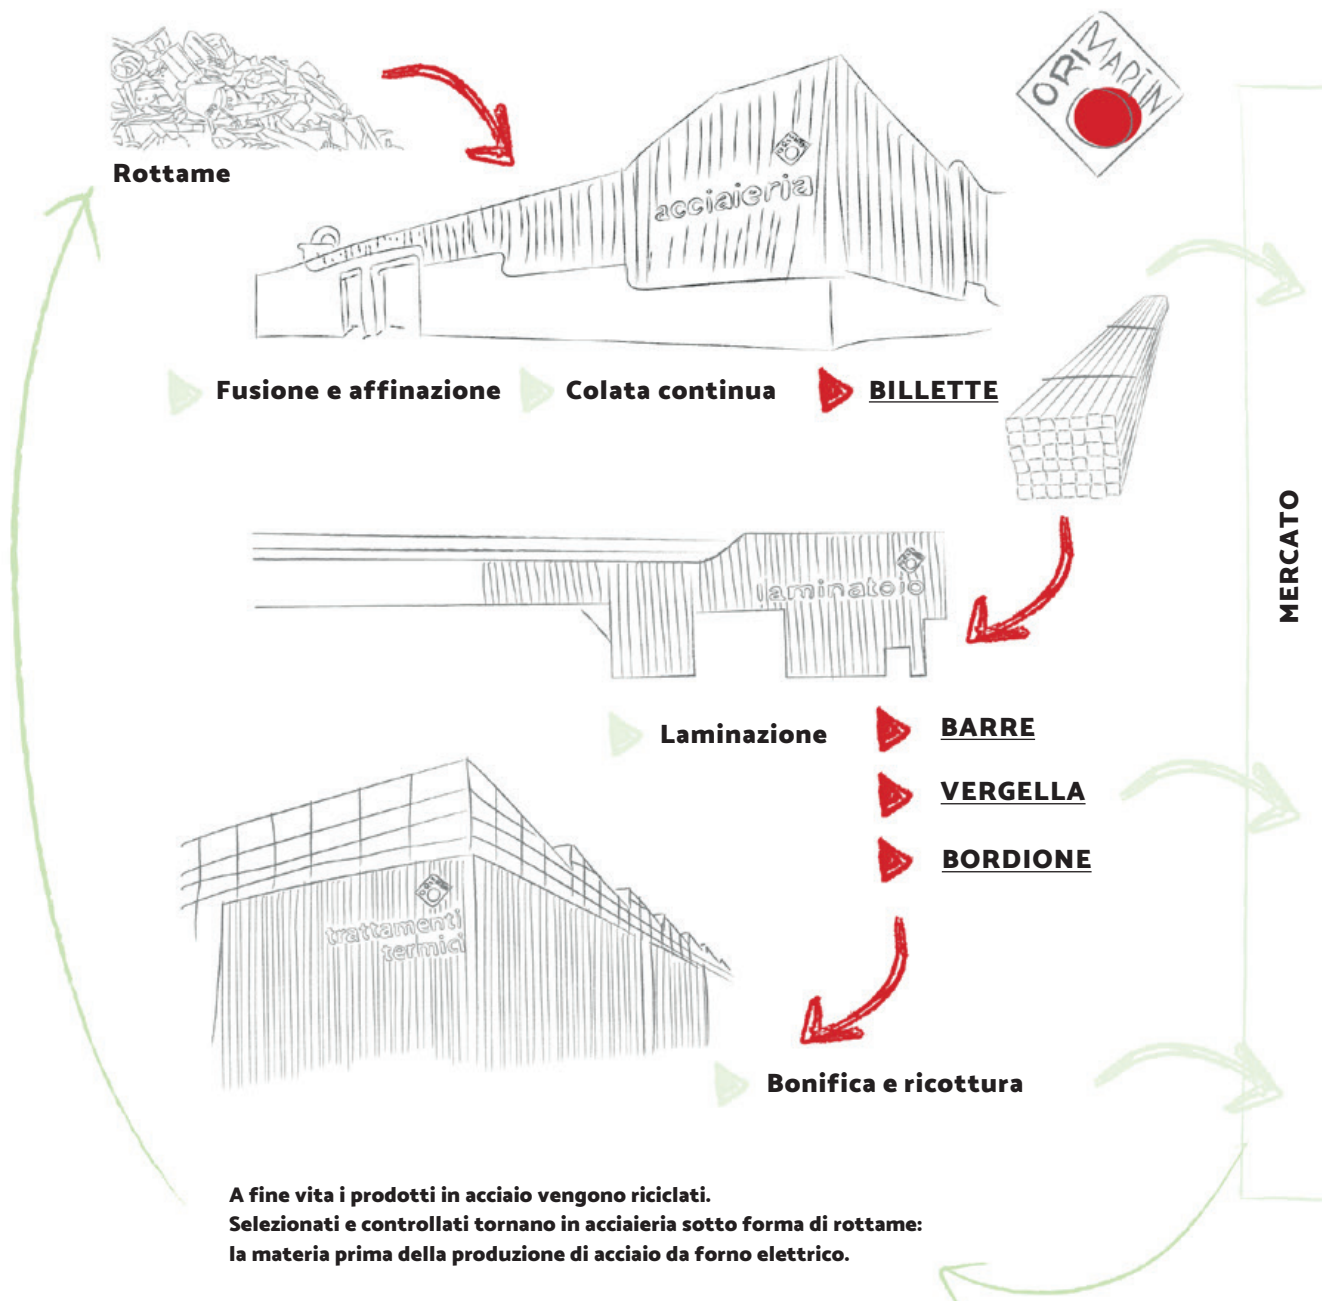 ORI MARTIN
Rottame
acciaieria
Fusione e affinazione
Colata continua
BILLETTE
MERCATO
laminatoio
Laminazione
BARRE
VERGELLA
BORDIONE
trattamenti
termici
Bonifica e ricottura
A fine vita i prodotti in acciaio vengono riciclati.
Selezionati e controllati tornano in acciaieria sotto forma di rottame:
la materia prima della produzione di acciaio da forno elettrico.